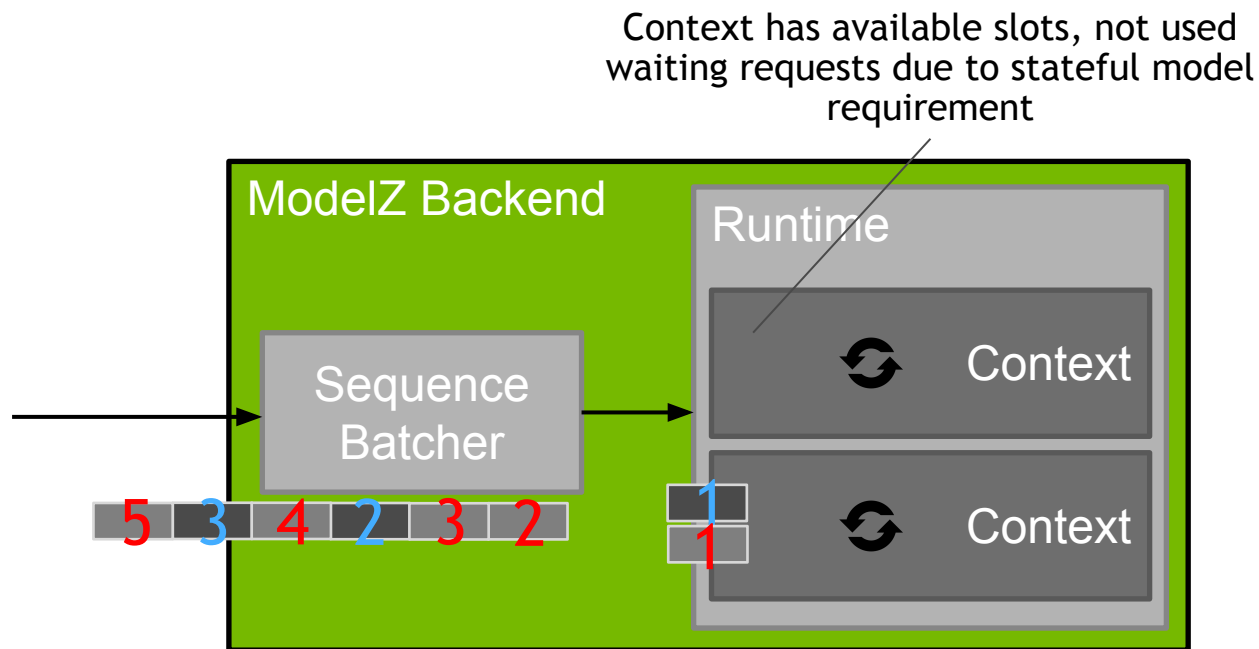 Context has available slots, not used
waiting requests due to stateful model
requirement
ModelZ Backend
Runtime
Context
Sequence
Batcher
5 3 4 2 3 2
1
1
Context